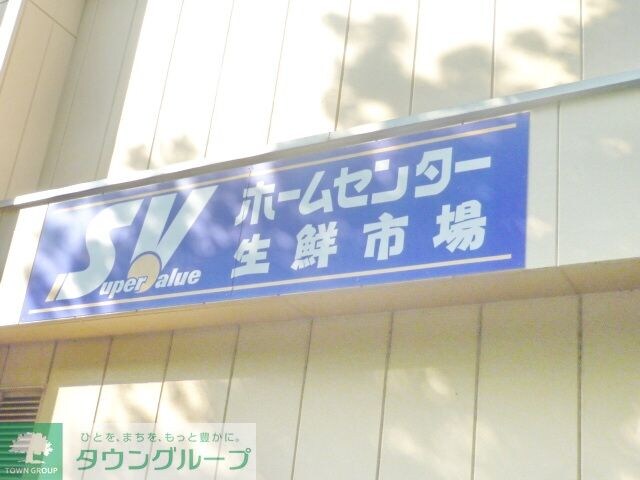 SV
Super Value
ホームセンター
生鮮市場
ひとを、まちを、もっと豊かに。
タウングループ
TOWN GROUP